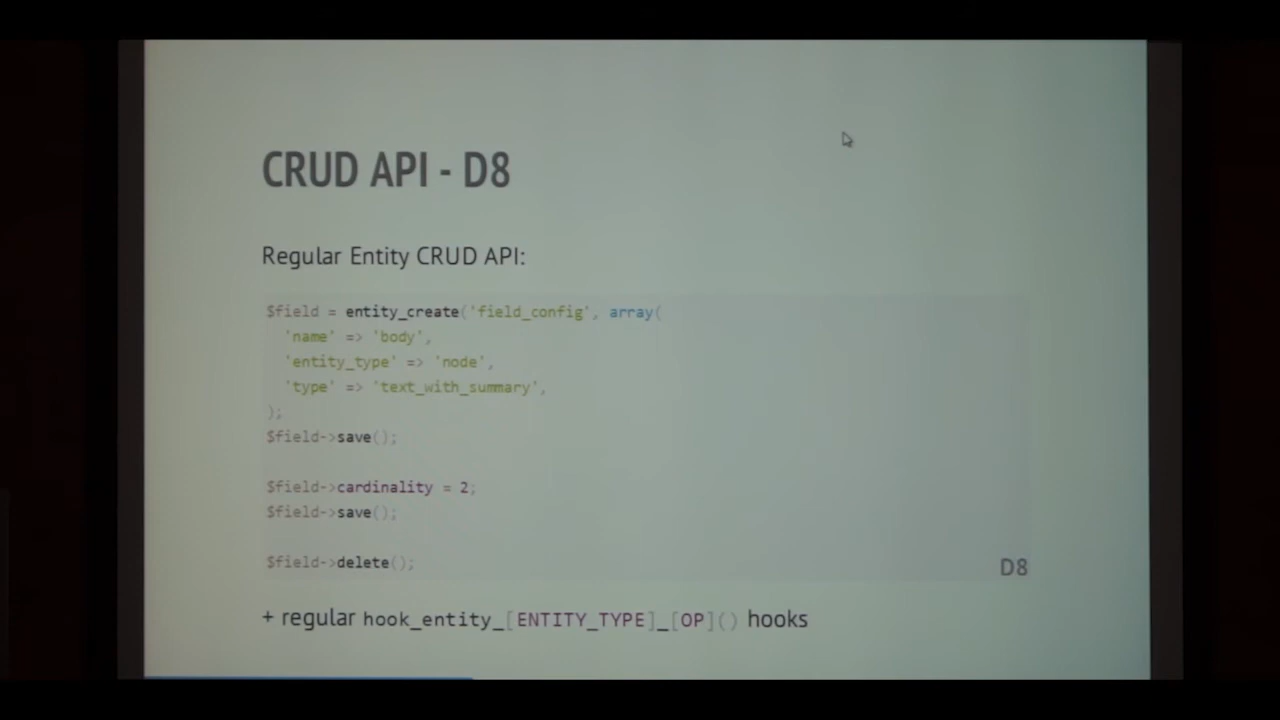 CRUD API - D8
Regular Entity CRUD API:
$field = entity_create('field_config', array(
'name' => 'body',
'entity_type' => 'node',
'type' => 'text_with_summary',
);
$field->save();
$field->cardinality = 2;
$field->save();
$field->delete();
D8
+ regular hook_entity_[ENTITY_TYPE]_[OP]() hooks